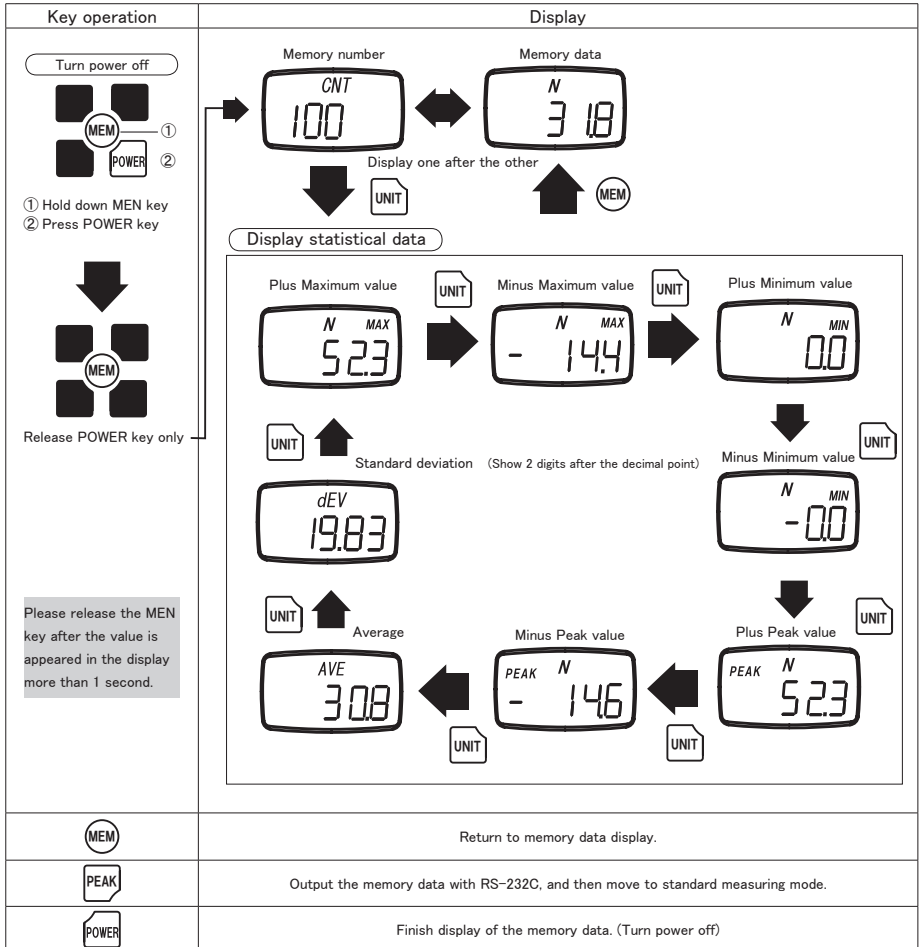 Key operation
Display
Turn power off
MEM
①
POWER
②
① Hold down MEN key
② Press POWER key
MEM
Release POWER key only
Please release the MEN
key after the value is
appeared in the display
more than 1 second.
Memory number
CNT
100
Memory data
N
31.8
Display one after the other
UNIT
MEM
Display statistical data
Plus Maximum value
N MAX
52.3
UNIT
Minus Maximum value
N MAX
- 14.4
UNIT
Plus Minimum value
N MIN
0.0
UNIT
Minus Minimum value
N MIN
-0.0
UNIT
Plus Peak value
PEAK N
52.3
UNIT
Minus Peak value
PEAK N
- 14.6
UNIT
Average
AVE
30.8
UNIT
Standard deviation (Show 2 digits after the decimal point)
dEV
19.83
UNIT
MEM
Return to memory data display.
PEAK
Output the memory data with RS-232C, and then move to standard measuring mode.
POWER
Finish display of the memory data. (Turn power off)